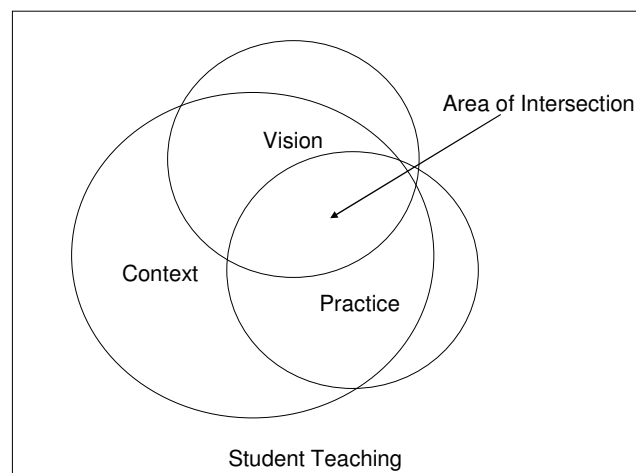 Area of Intersection
Vision
Context
Practice
Student Teaching